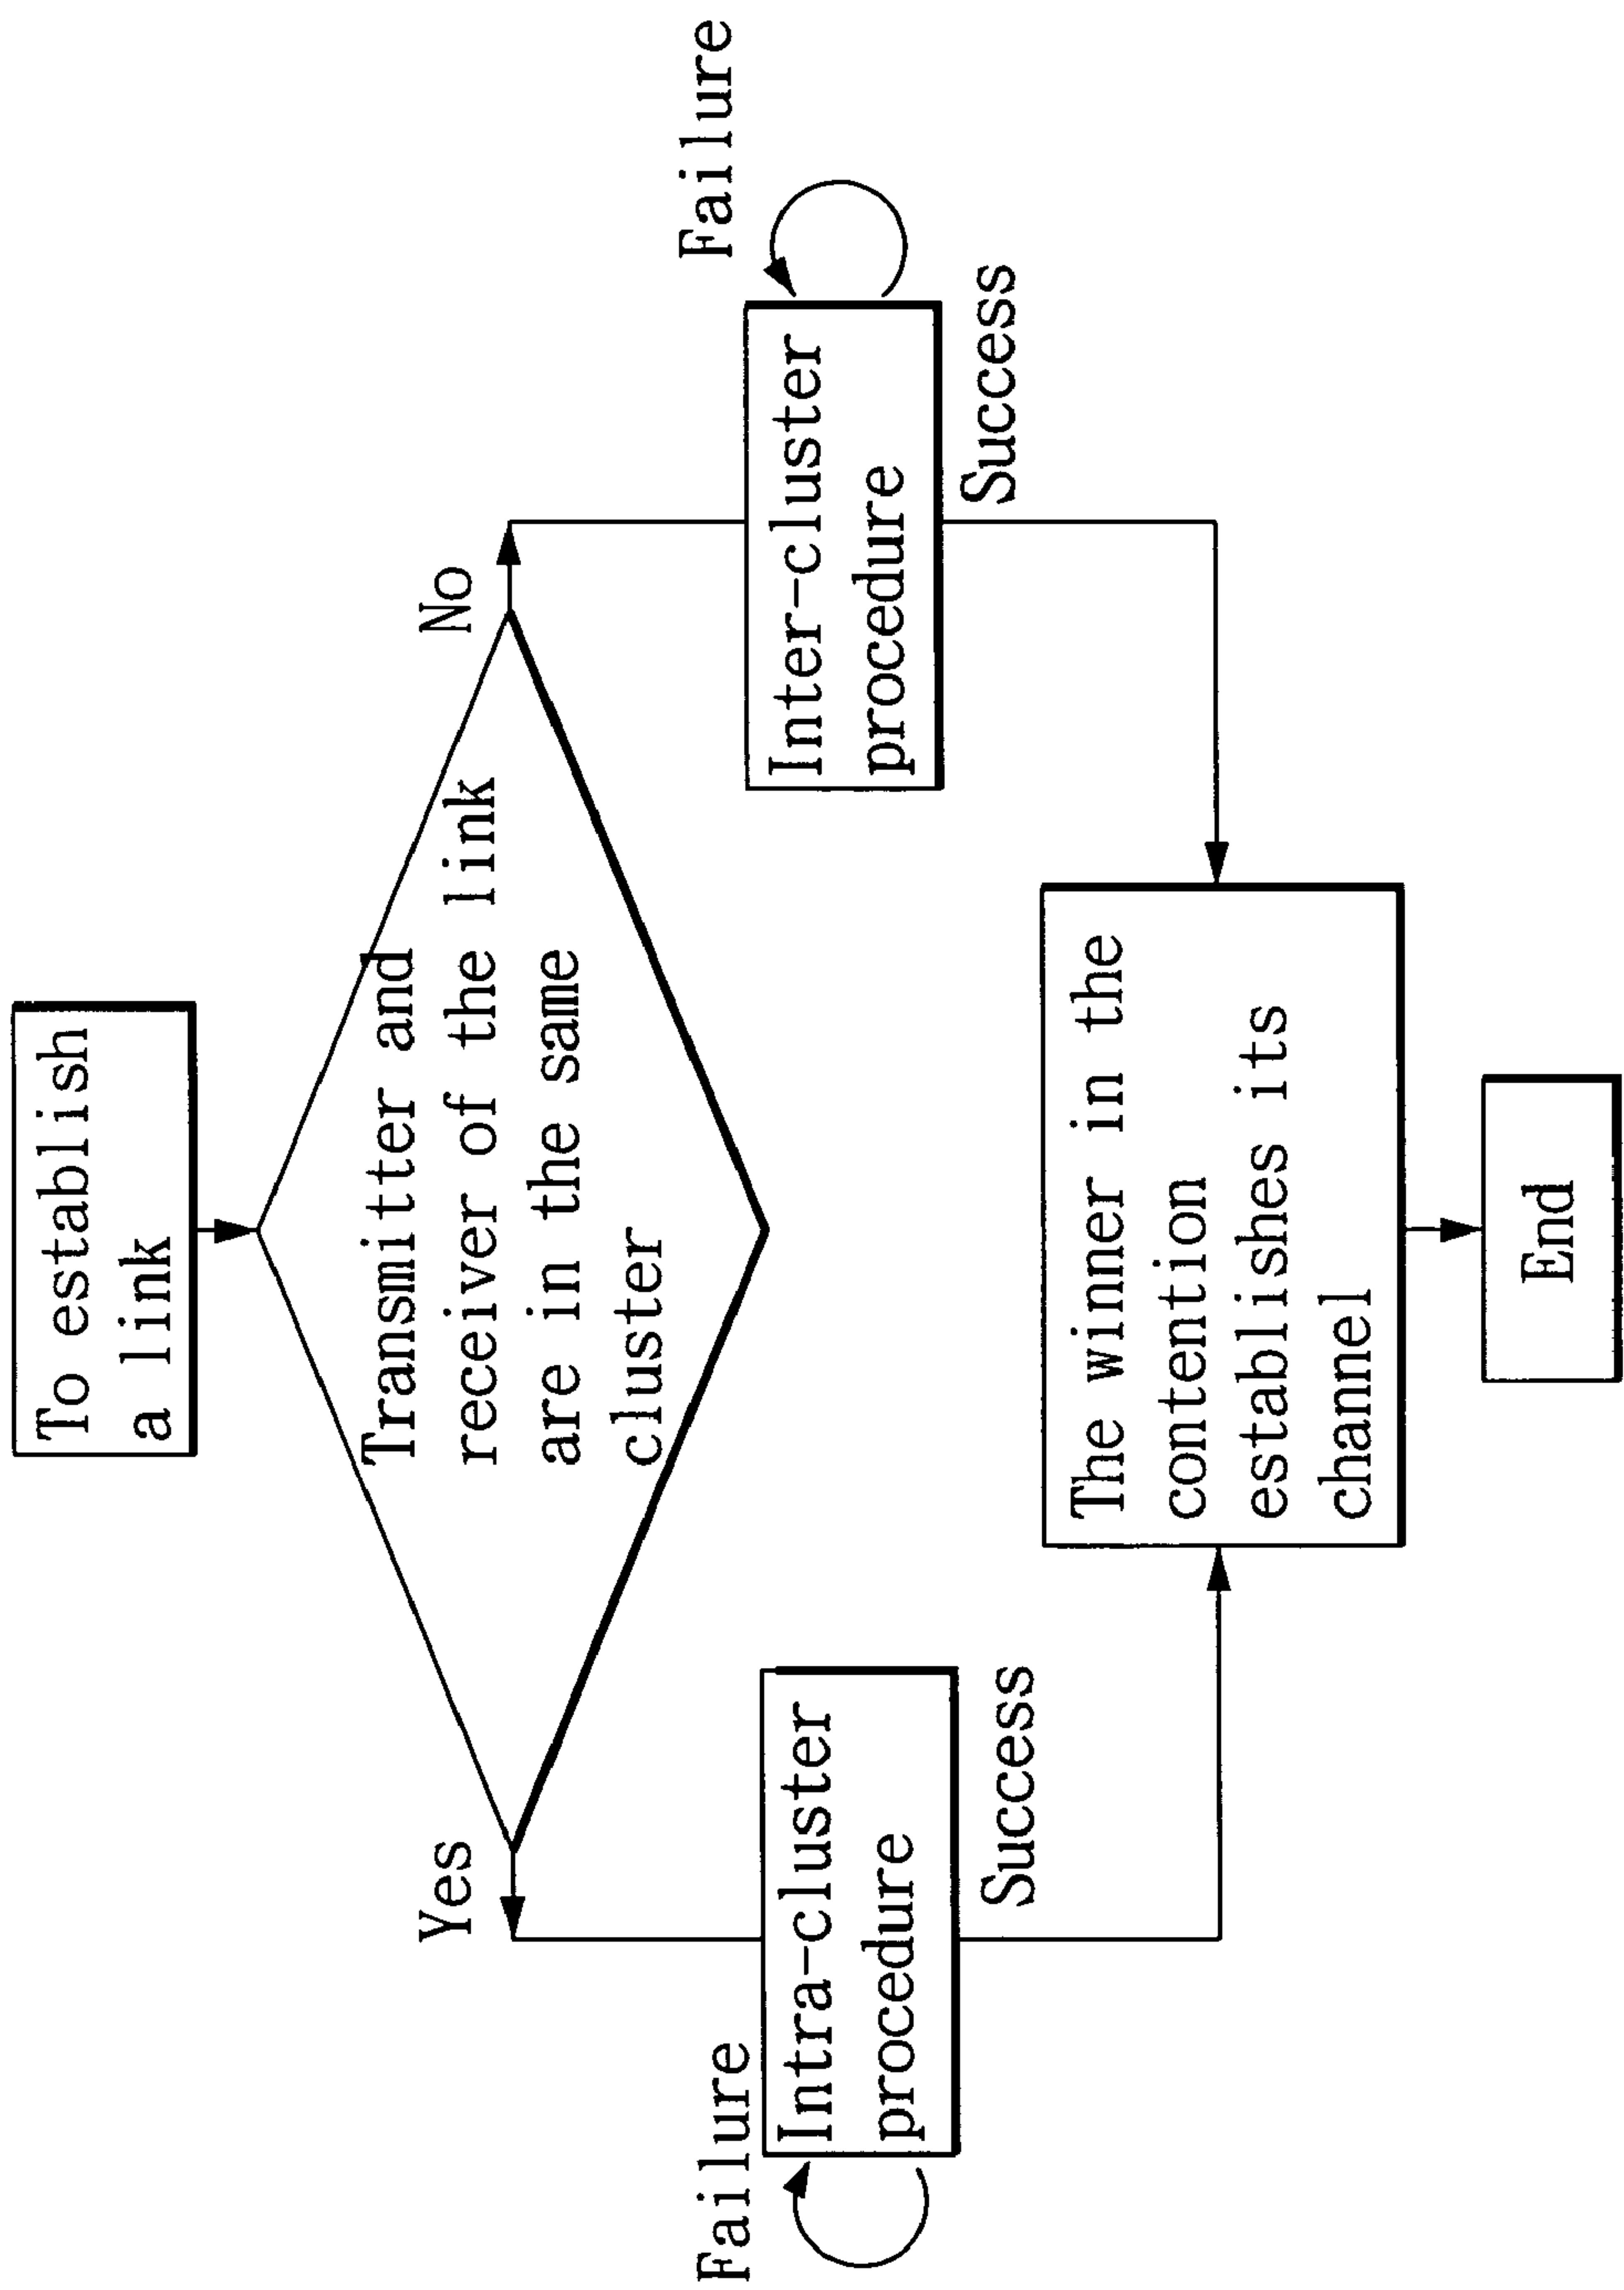 To establish
a link
Transmitter and
receiver of the link
are in the same
cluster
Yes
No
Failure
Intra-cluster
procedure
Success
Failure
Inter-cluster
procedure
Success
The winner in the
contention
establishes its
channel
End